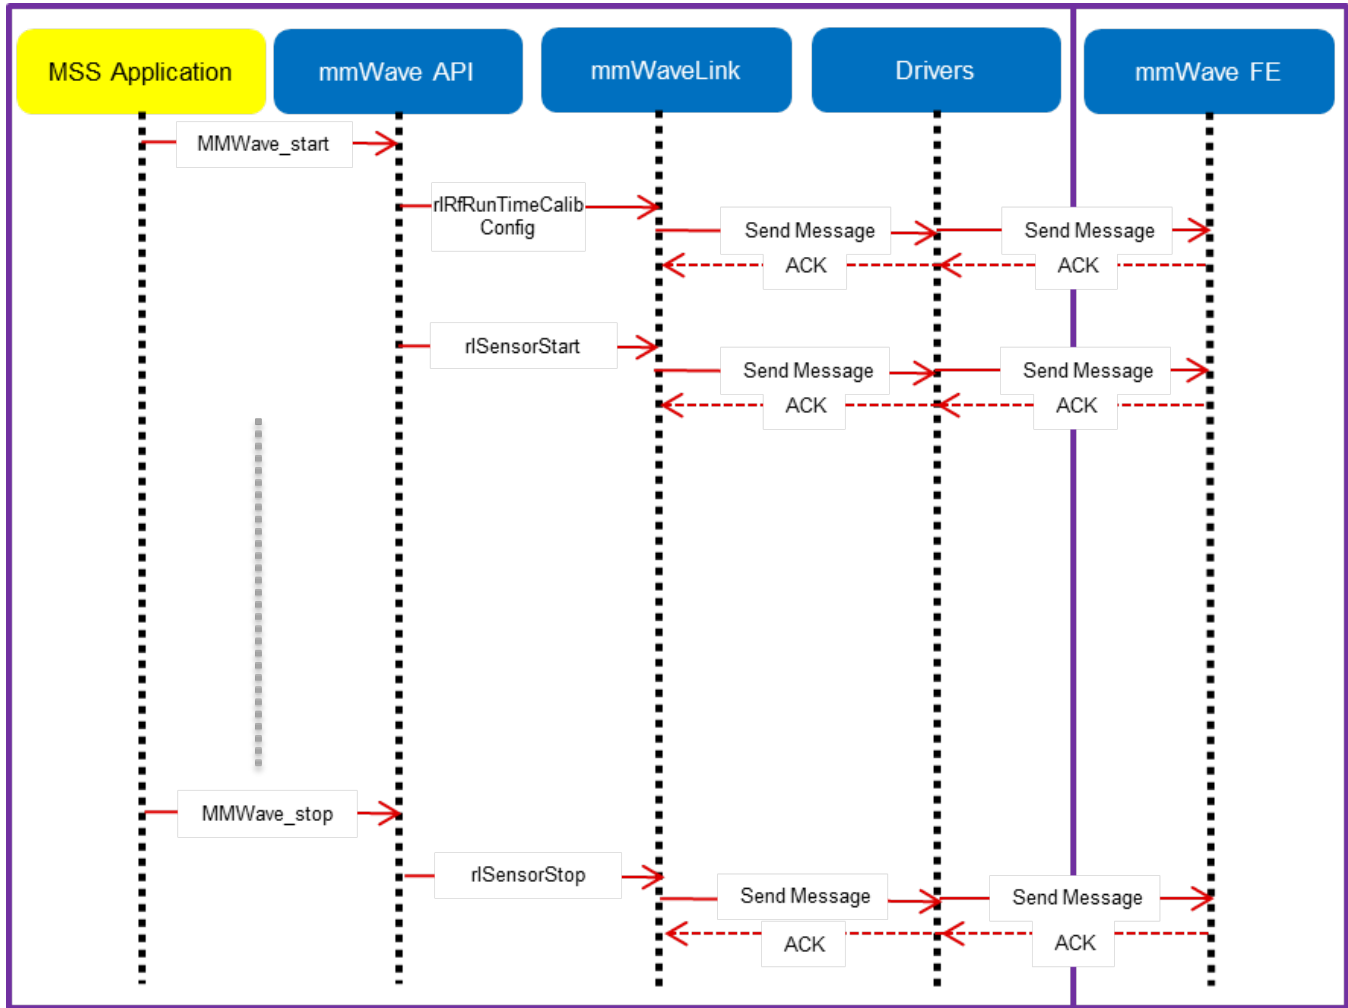 MSS Application
mmWave API
mmWaveLink
Drivers
mmWave FE
MMWave_start
rlRfRunTimeCalib
Config
Send Message
Send Message
ACK
ACK
rlSensorStart
Send Message
Send Message
ACK
ACK
MMWave_stop
rlSensorStop
Send Message
Send Message
ACK
ACK